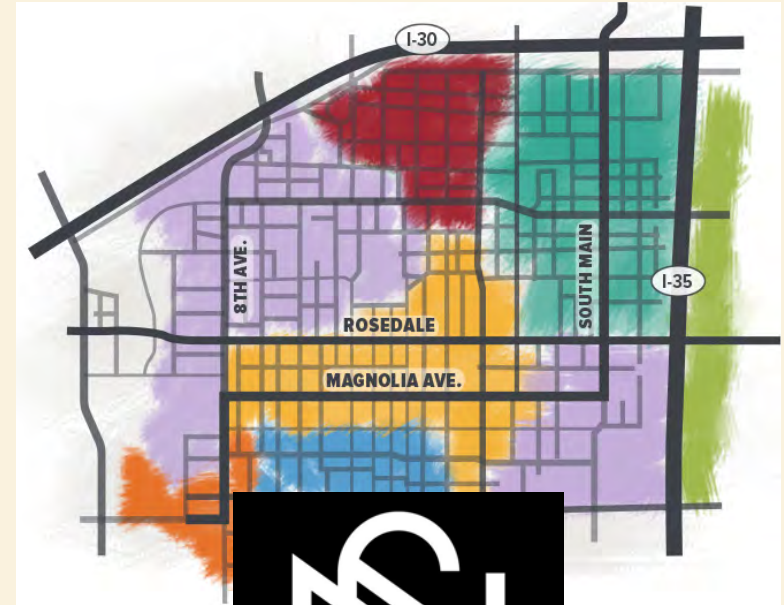 I-30
8TH AVE.
SOUTH MAIN
I-35
ROSEDALE
MAGNOLIA AVE.